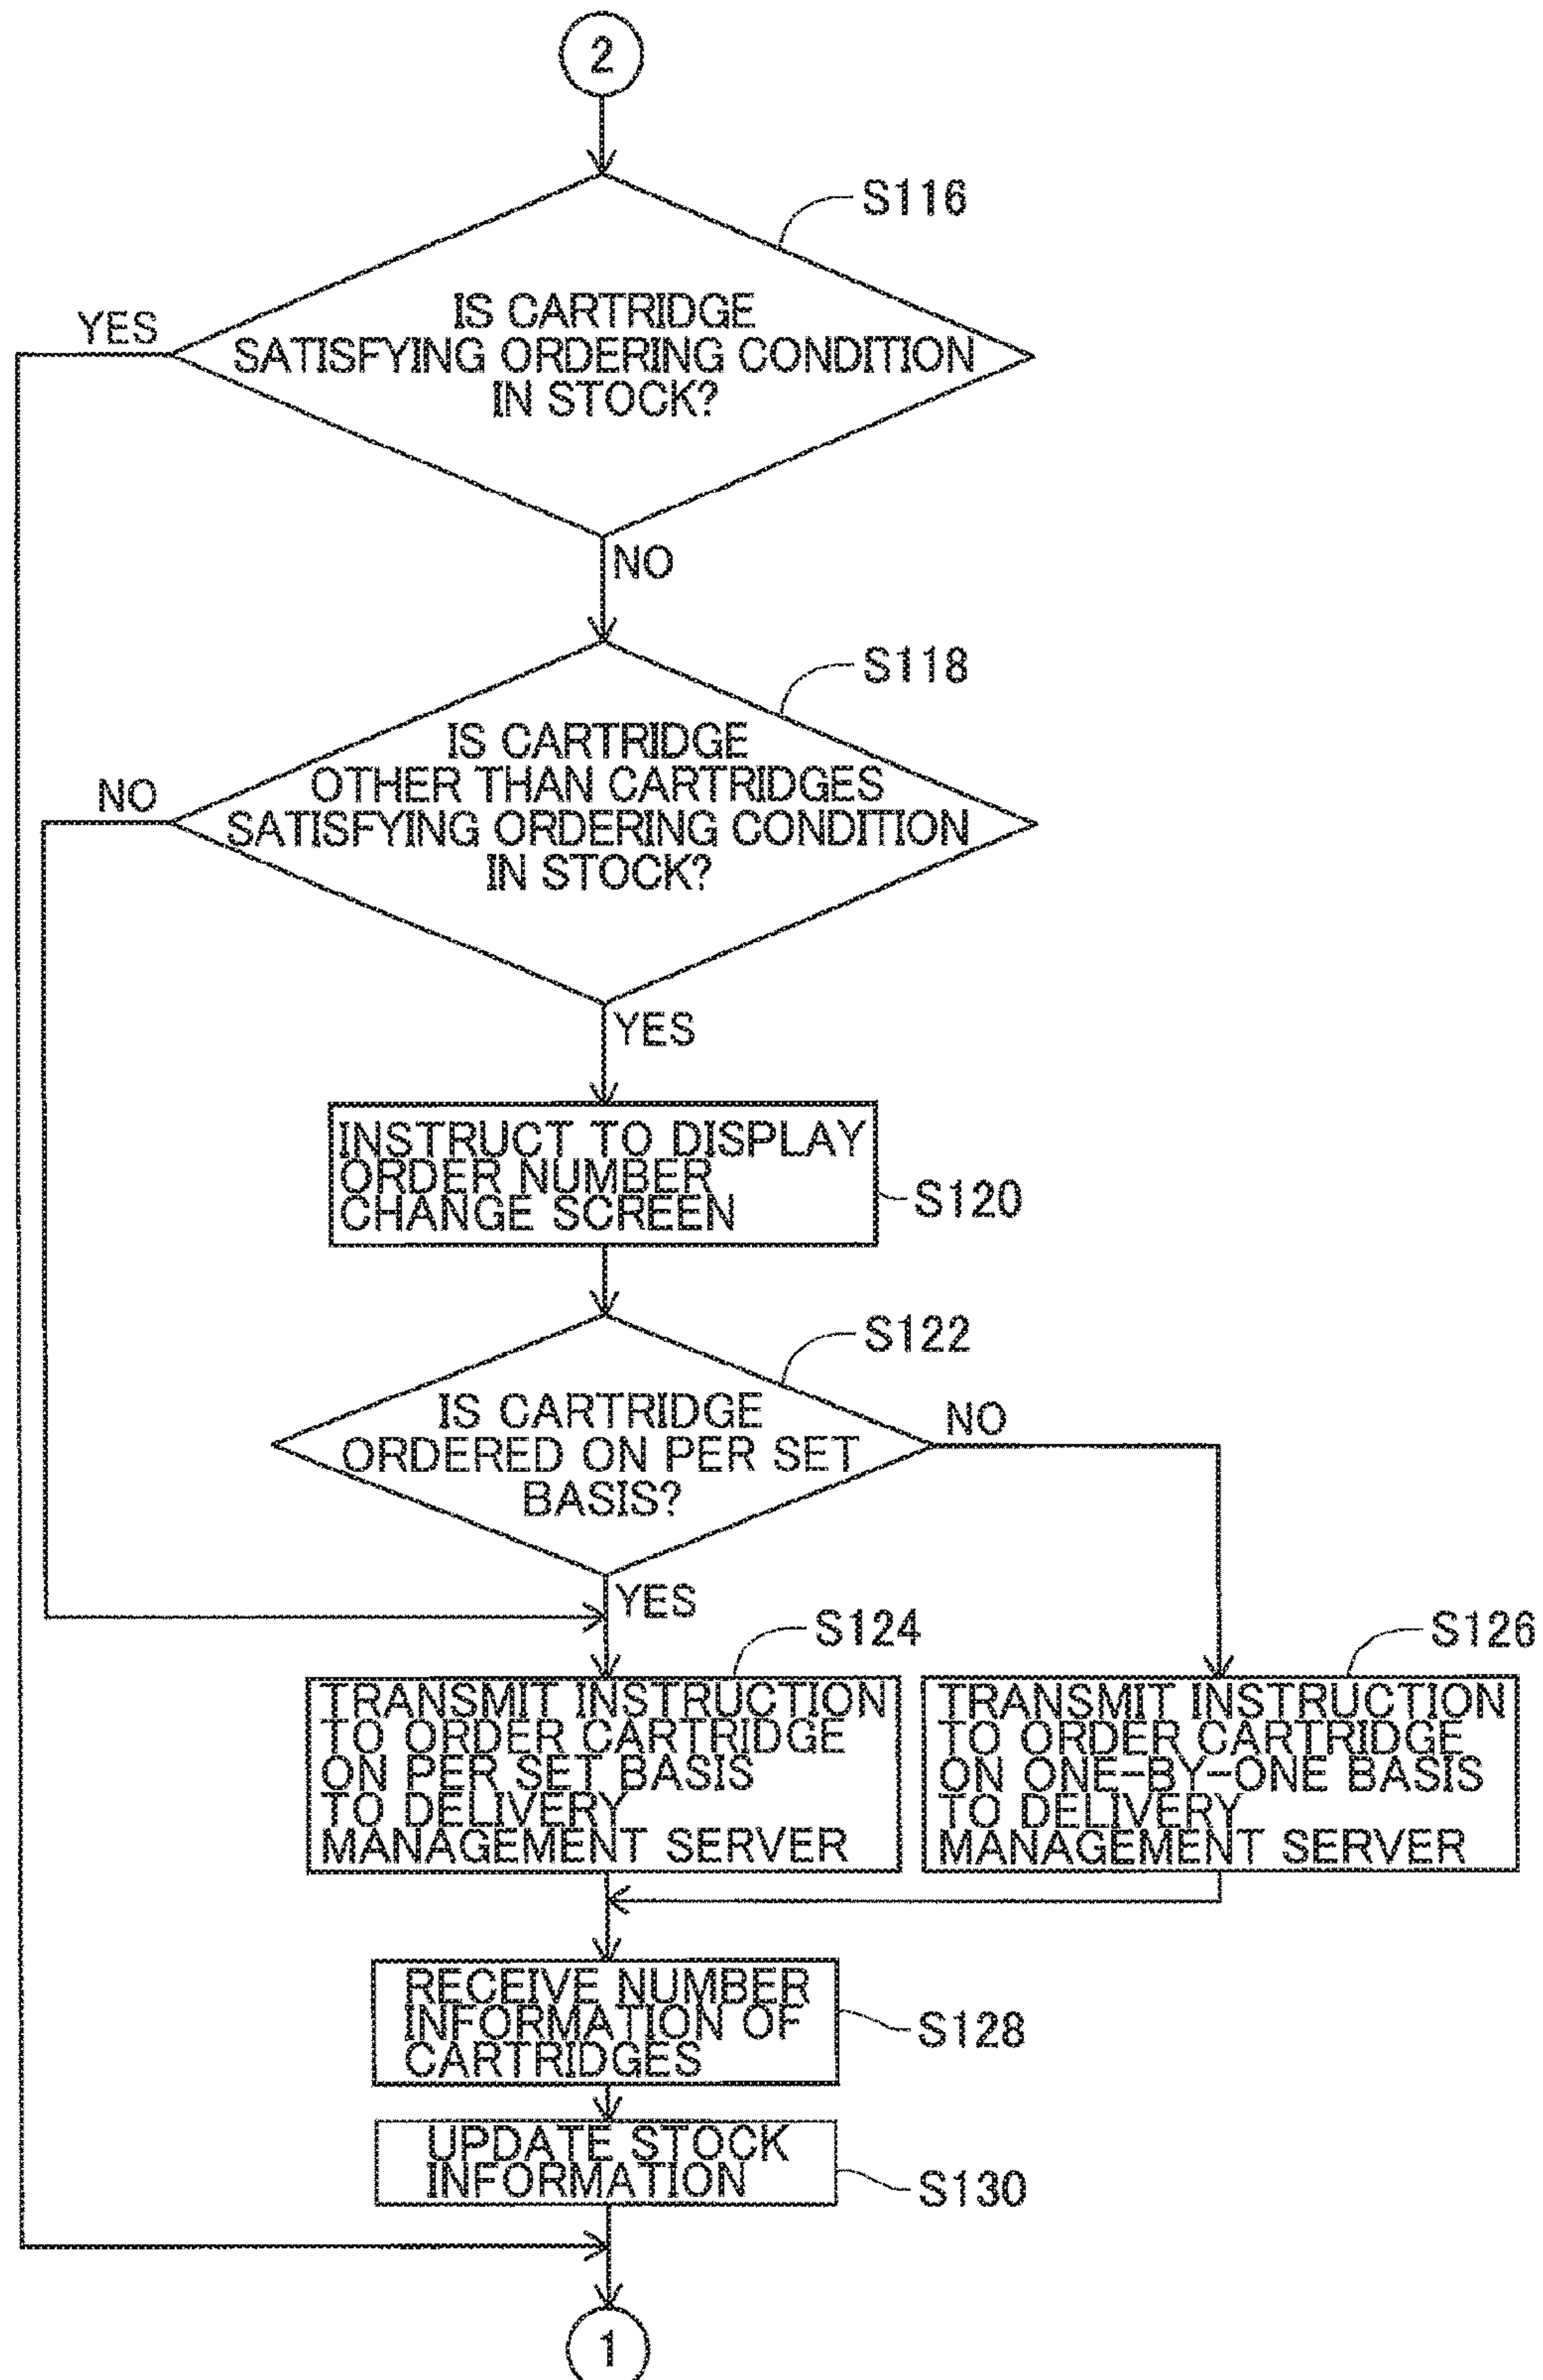 2
S116
IS CARTRIDGE
SATISFYING ORDERING CONDITION
IN STOCK?
YES
NO
S118
IS CARTRIDGE
OTHER THAN CARTRIDGES
SATISFYING ORDERING CONDITION
IN STOCK?
NO
YES
INSTRUCT TO DISPLAY
ORDER NUMBER
CHANGE SCREEN
S120
S122
IS CARTRIDGE
ORDERED ON PER SET
BASIS?
NO
YES
S124
TRANSMIT INSTRUCTION
TO ORDER CARTRIDGE
ON PER SET BASIS
TO DELIVERY
MANAGEMENT SERVER
S126
TRANSMIT INSTRUCTION
TO ORDER CARTRIDGE
ON ONE-BY-ONE BASIS
TO DELIVERY
MANAGEMENT SERVER
RECEIVE NUMBER
INFORMATION OF
CARTRIDGES
S128
UPDATE STOCK
INFORMATION
S130
1